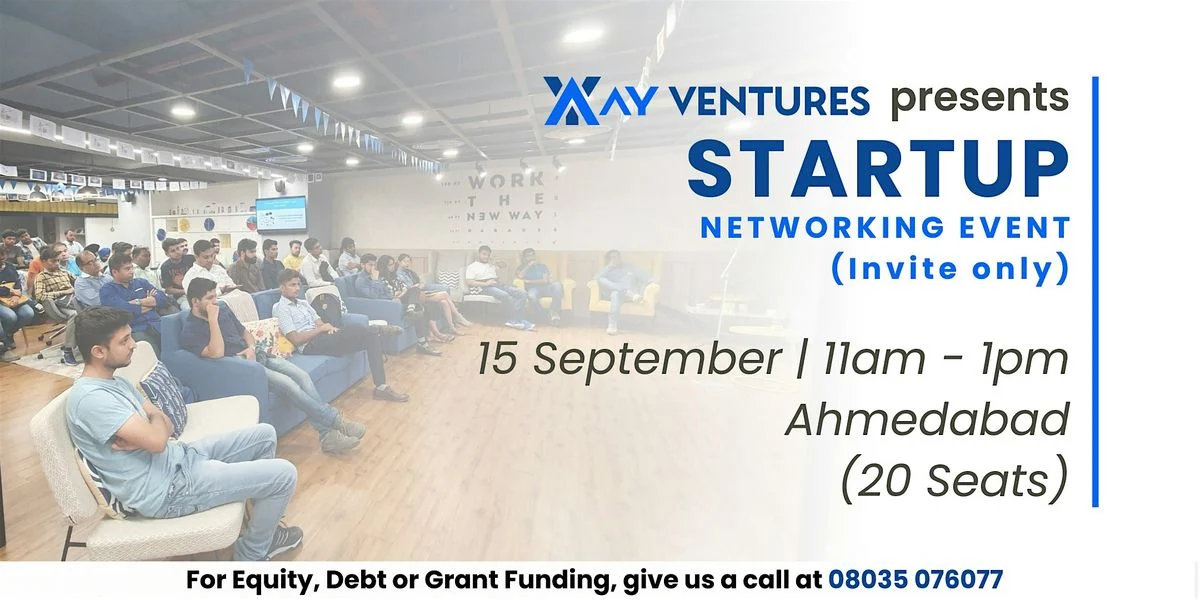 XAY VENTURES presents
STARTUP
NETWORKING EVENT
(Invite only)
WORK
THE
NEW WAY
15 September | 11am - 1pm
Ahmedabad
(20 Seats)
For Equity, Debt or Grant Funding, give us a call at 08035 076077